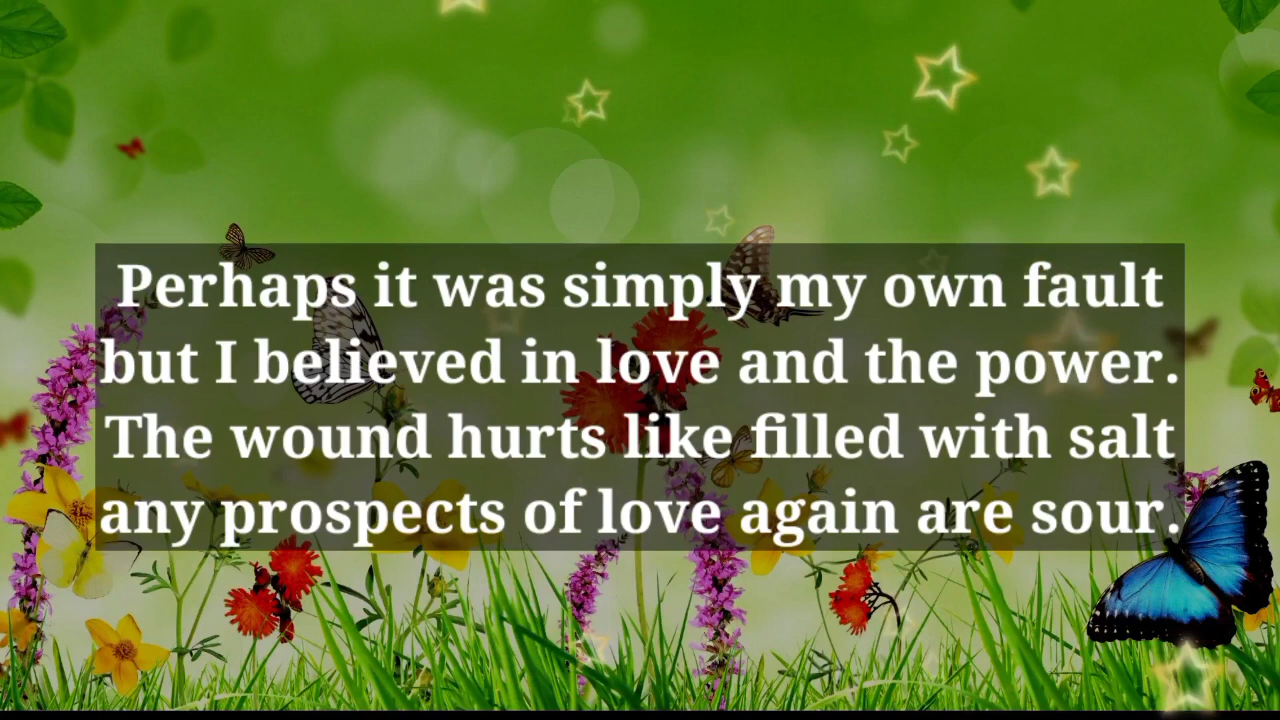 Perhaps it was simply my own fault
but I believed in love and the power.
The wound hurts like filled with salt
any prospects of love again are sour.